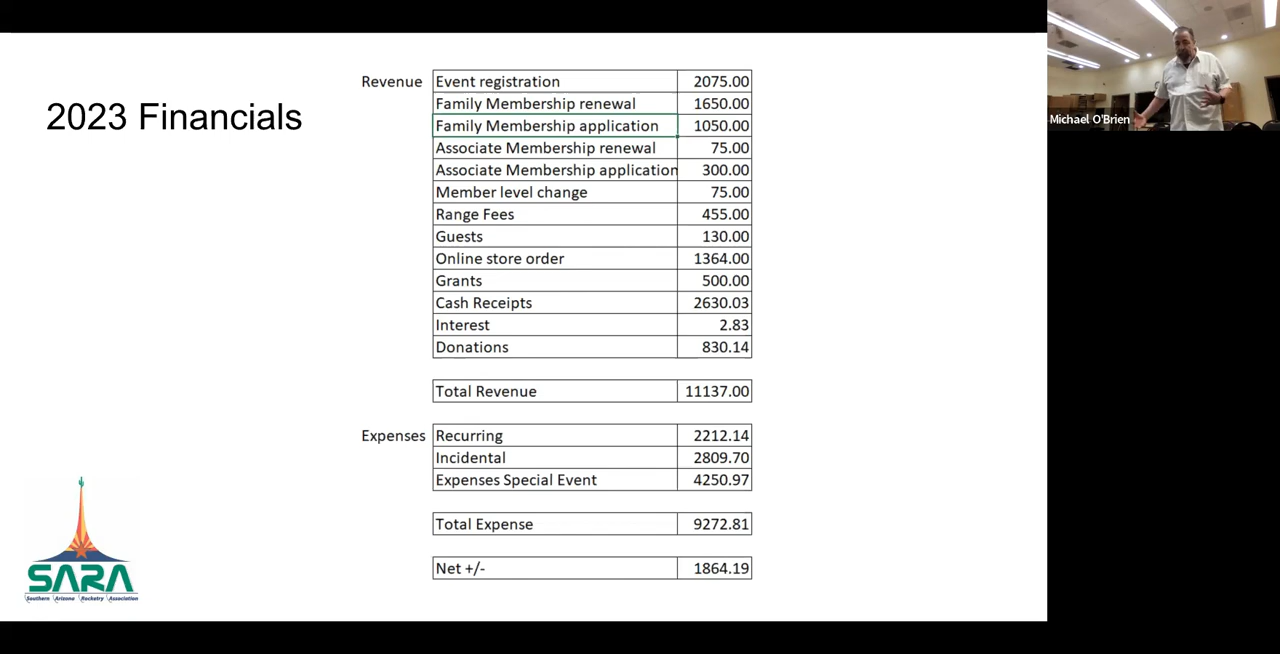 2023 Financials
Revenue Event registration 2075.00
Family Membership renewal 1650.00
Family Membership application 1050.00
Associate Membership renewal 75.00
Associate Membership application 300.00
Member level change 75.00
Range Fees 455.00
Guests 130.00
Online store order 1364.00
Grants 500.00
Cash Receipts 2630.03
Interest 2.83
Donations 830.14
Total Revenue 11137.00
Expenses Recurring 2212.14
Incidental 2809.70
Expenses Special Event 4250.97
Total Expense 9272.81
Net +/- 1864.19
SARA
Southern Arizona Rocketry Association
Michael O'Brien